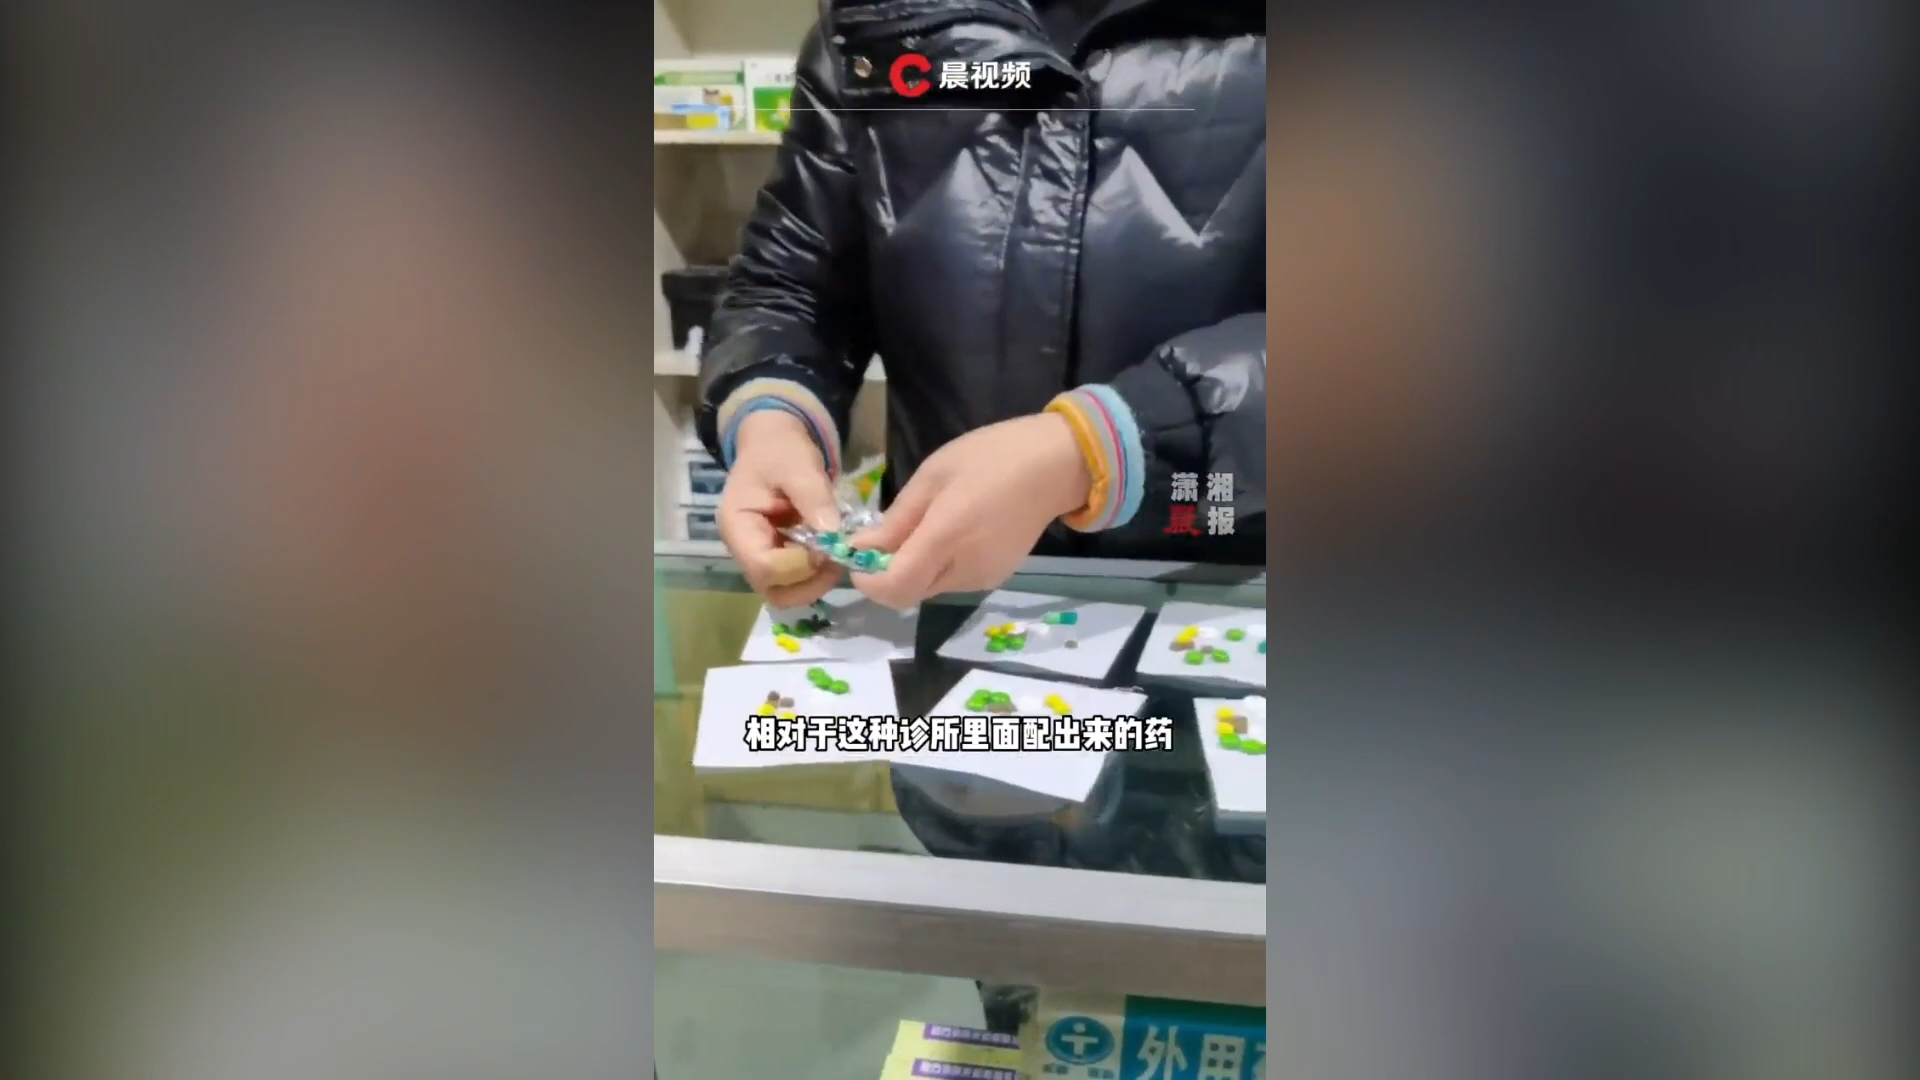 晨视频
潇湘
晨报
相对于这种诊所里面配出来的药
外用